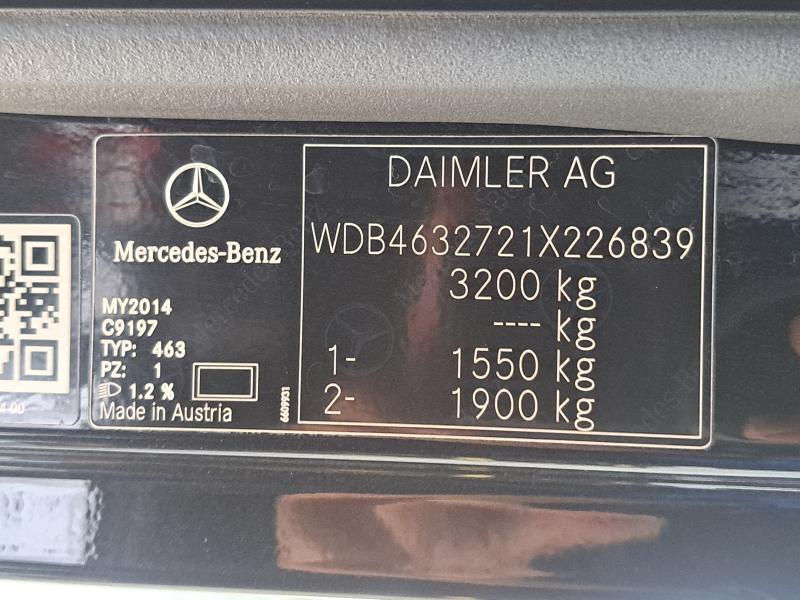 DAIMLER AG
WDB4632721X226839
3200 kg
---- kg
1- 1550 kg
2- 1900 kg
Mercedes-Benz
MY2014
C9197
TYP: 463
PZ: 1
1.2 %
Made in Austria
6609931